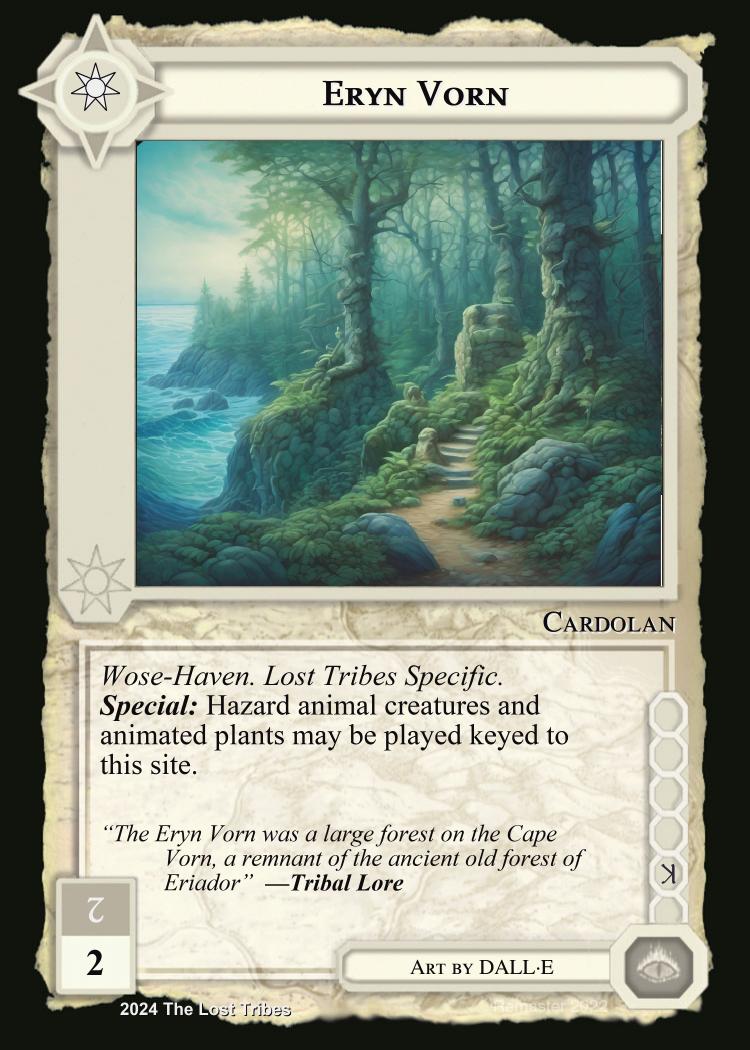 Eryn Vorn
Cardolan
Wose-Haven. Lost Tribes Specific.
Special: Hazard animal creatures and
animated plants may be played keyed to
this site.
“The Eryn Vorn was a large forest on the Cape
Vorn, a remnant of the ancient old forest of
Eriador” —Tribal Lore
2
Art by DALL·E
2024 The Lost Tribes
Remaster 2022